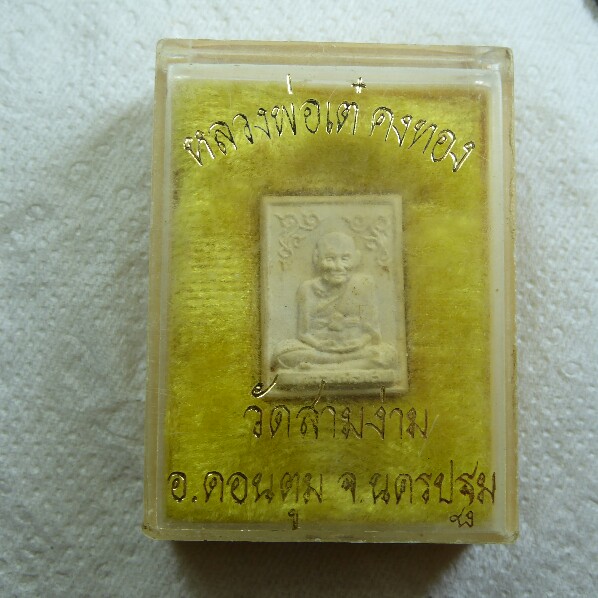 หลวงพ่อเต๋ คงทอง
วัดสามง่าม
อ.ดอนตูม จ.นครปฐม